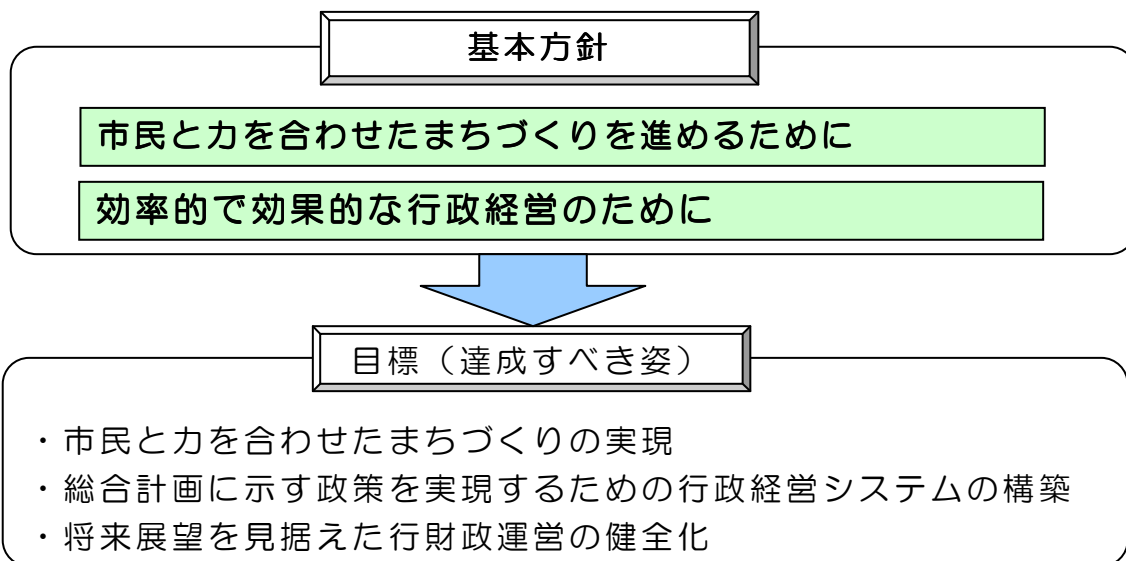 基本方針
市民と力を合わせたまちづくりを進めるために
効率的で効果的な行政経営のために
目標（達成すべき姿）
・市民と力を合わせたまちづくりの実現
・総合計画に示す政策を実現するための行政経営システムの構築
・将来展望を見据えた行財政運営の健全化